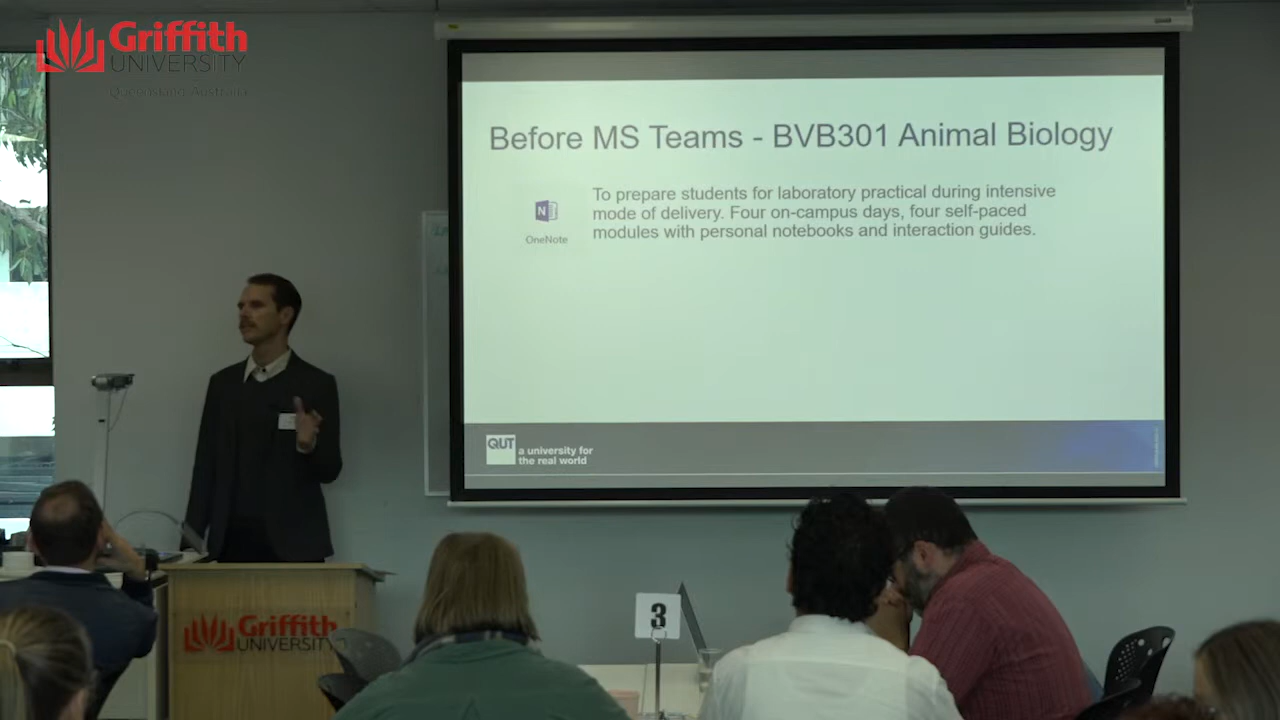 Griffith
UNIVERSITY
Queensland, Australia
Before MS Teams - BVB301 Animal Biology
To prepare students for laboratory practical during intensive
mode of delivery. Four on-campus days, four self-paced
modules with personal notebooks and interaction guides.
N
OneNote
QUT
a university for
the real world
3
Griffith
UNIVERSITY